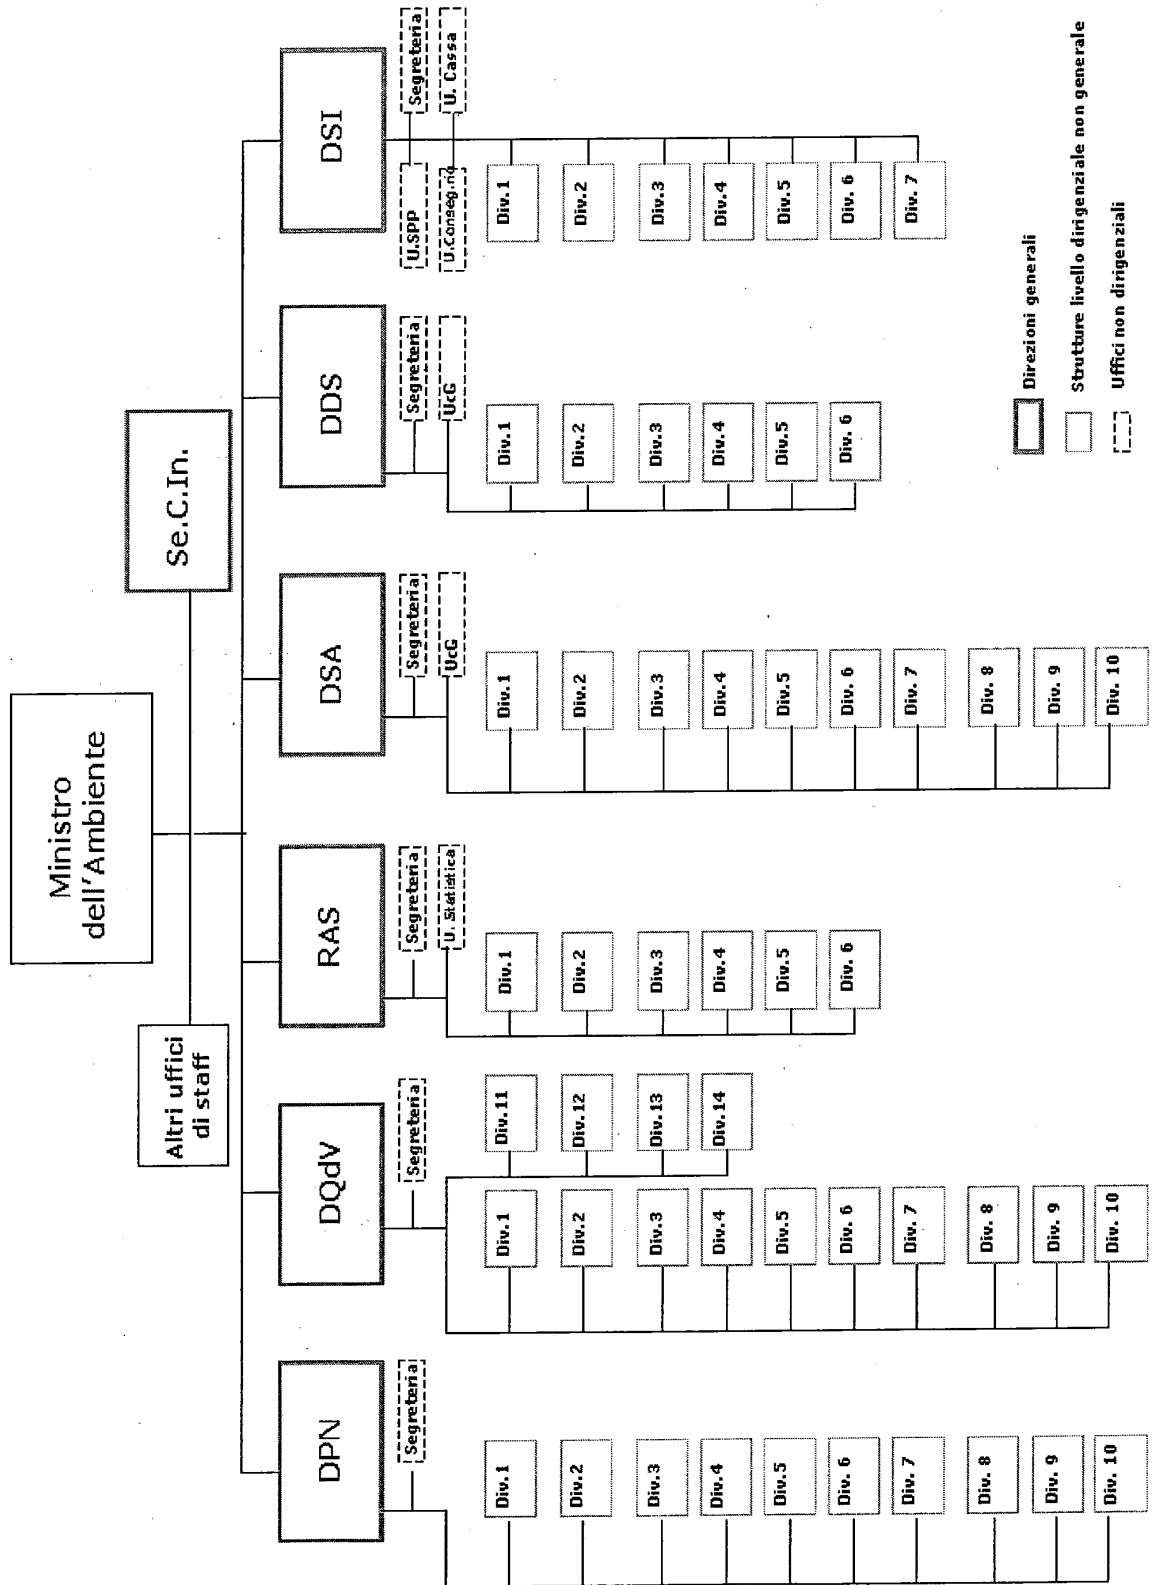 Ministro
dell'Ambiente
Altri uffici
di staff
Se.C.In.
DPN
DQdV
RAS
DSA
DDS
DSI
Segreteria
Segreteria
Segreteria
U. Statistica
Segreteria
UcG
Segreteria
UcG
U.SPP
Segreteria
U. Cassa
Div.1
Div.2
Div.3
Div.4
Div.5
Div. 6
Div. 7
Div. 8
Div. 9
Div. 10
Div.1
Div.2
Div.3
Div.4
Div.5
Div. 6
Div. 7
Div. 8
Div. 9
Div. 10
Div.11
Div.12
Div.13
Div.14
Div.1
Div.2
Div.3
Div.4
Div.5
Div. 6
Div.1
Div.2
Div.3
Div.4
Div.5
Div. 6
Div. 7
Div. 8
Div. 9
Div. 10
Div.1
Div.2
Div.3
Div.4
Div.5
Div. 6
Div.1
Div.2
Div.3
Div.4
Div.5
Div. 6
Div. 7
Direzioni generali
Strutture livello dirigenziale non generale
Uffici non dirigenziali